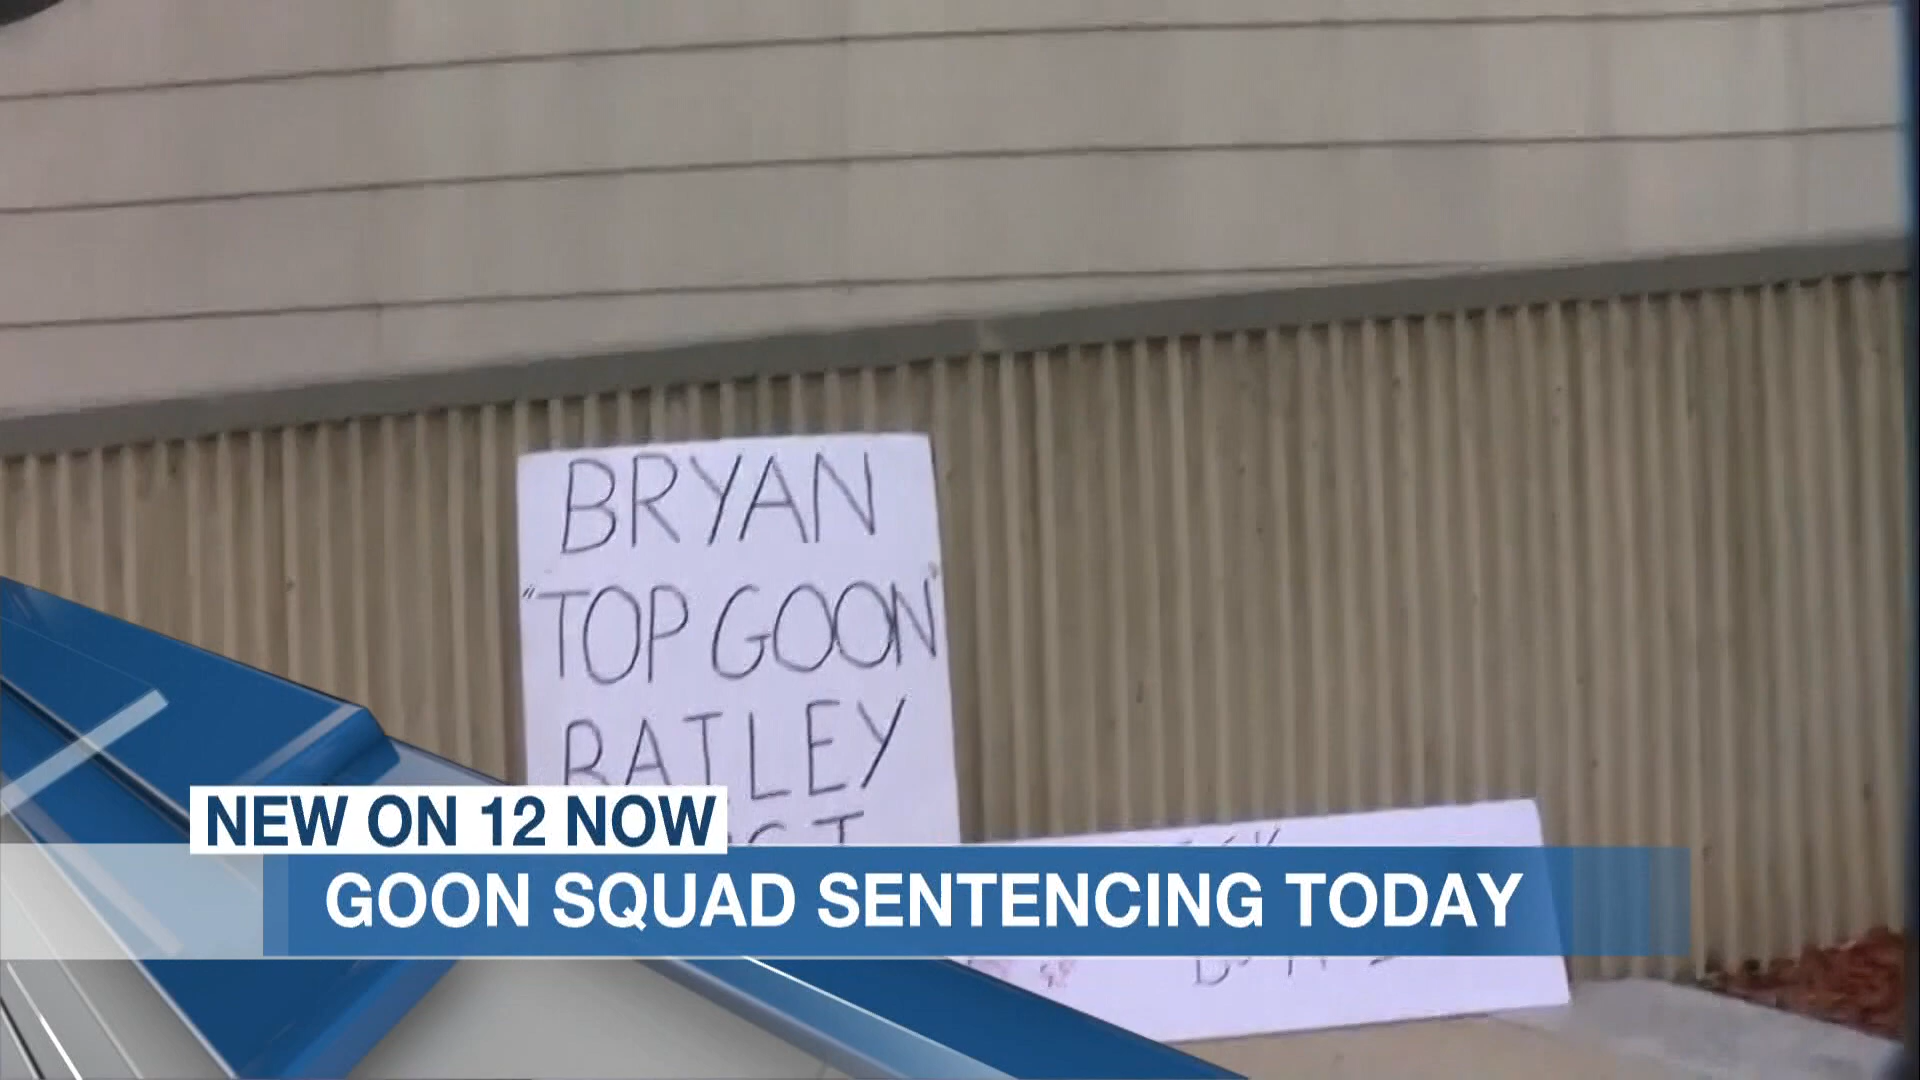 BRYAN
"TOP GOON"
BAILEY
NEW ON 12 NOW
GOON SQUAD SENTENCING TODAY